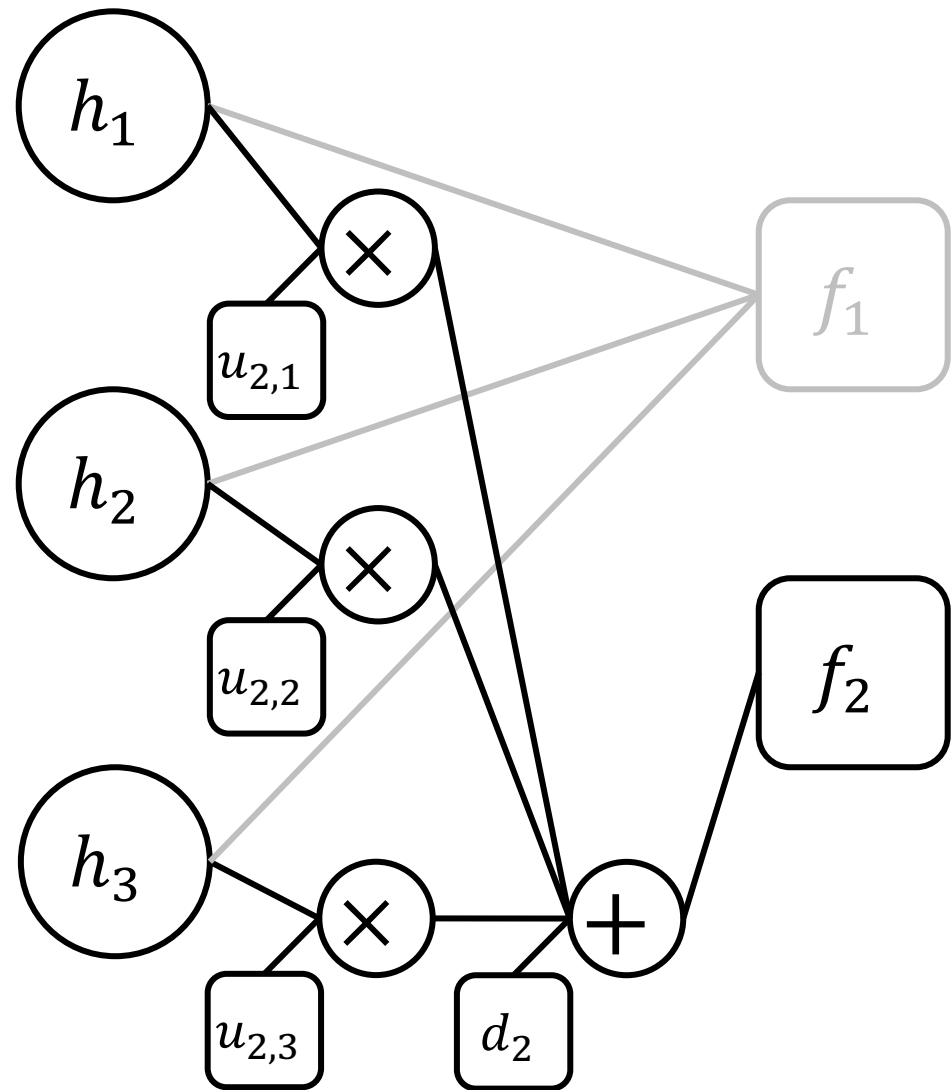 h₁
×
u₂,₁
f₁
h₂
×
u₂,₂
f₂
h₃
×
+
u₂,₃
d₂